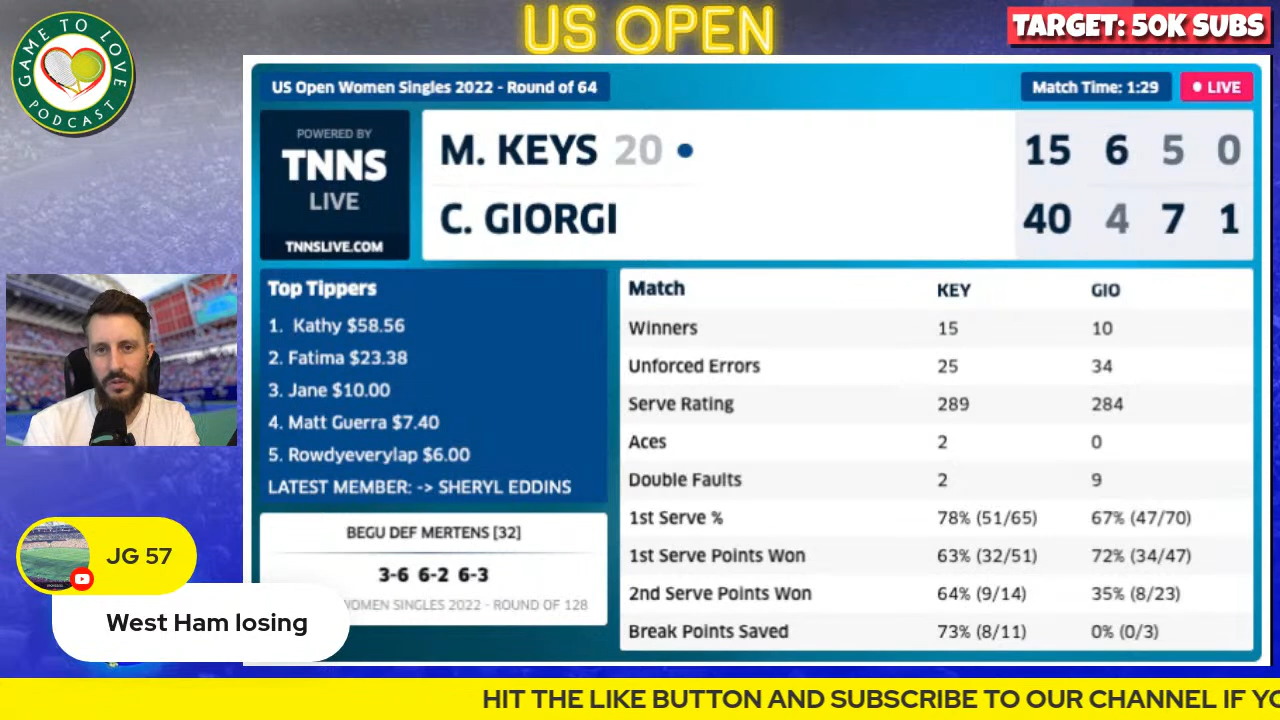 US OPEN
TARGET: 50K SUBS
GAME TO LOVE
PODCAST
US Open Women Singles 2022 - Round of 64
Match Time: 1:29
LIVE
POWERED BY
TNNS
LIVE
TNNSLIVE.COM
M. KEYS 20 15 6 5 0
C. GIORGI 40 4 7 1
Top Tippers
1. Kathy $58.56
2. Fatima $23.38
3. Jane $10.00
4. Matt Guerra $7.40
5. Rowdyeverylap $6.00
LATEST MEMBER: -> SHERYL EDDINS
BEGU DEF MERTENS [32]
3-6 6-2 6-3
WOMEN SINGLES 2022 - ROUND OF 128
Match KEY GIO
Winners 15 10
Unforced Errors 25 34
Serve Rating 289 284
Aces 2 0
Double Faults 2 9
1st Serve % 78% (51/65) 67% (47/70)
1st Serve Points Won 63% (32/51) 72% (34/47)
2nd Serve Points Won 64% (9/14) 35% (8/23)
Break Points Saved 73% (8/11) 0% (0/3)
JG 57
West Ham losing
HIT THE LIKE BUTTON AND SUBSCRIBE TO OUR CHANNEL IF YO